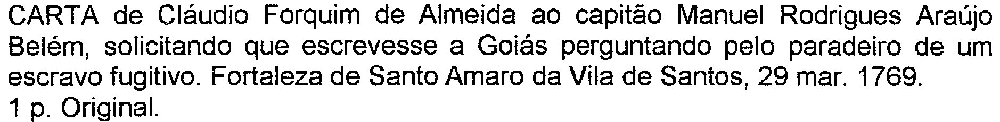 CARTA de Cláudio Forquim de Almeida ao capitão Manuel Rodrigues Araújo
Belém, solicitando que escrevesse a Goiás perguntando pelo paradeiro de um
escravo fugitivo. Fortaleza de Santo Amaro da Vila de Santos, 29 mar. 1769.
1 p. Original.